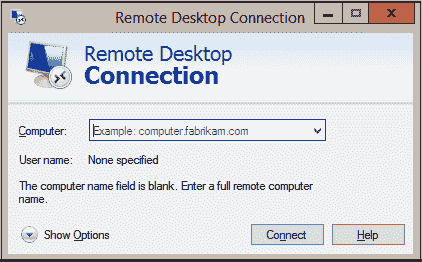 Remote Desktop Connection
Remote Desktop
Connection
Computer: Example: computer.fabrikam.com
User name: None specified
The computer name field is blank. Enter a full remote computer
name.
Show Options Connect Help